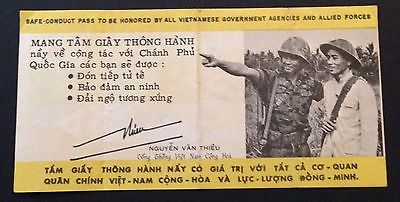 SAFE-CONDUCT PASS TO BE HONORED BY ALL VIETNAMESE GOVERNMENT AGENCIES AND ALLIED FORCES
MANG TẤM GIẤY THÔNG HÀNH
nầy về cộng tác với Chánh Phủ
Quốc Gia các bạn sẽ được :
● Đón tiếp tử tế
● Bảo đảm an ninh
● Đãi ngộ tương xứng
NGUYỄN VĂN THIỆU
Tổng Thống Việt Nam Cộng Hoà
TẤM GIẤY THÔNG HÀNH NẦY CÓ GIÁ TRỊ VỚI TẤT CẢ CƠ-QUAN
QUÂN CHÍNH VIỆT-NAM CỘNG-HÒA VÀ LỰC-LƯỢNG ĐỒNG-MINH.